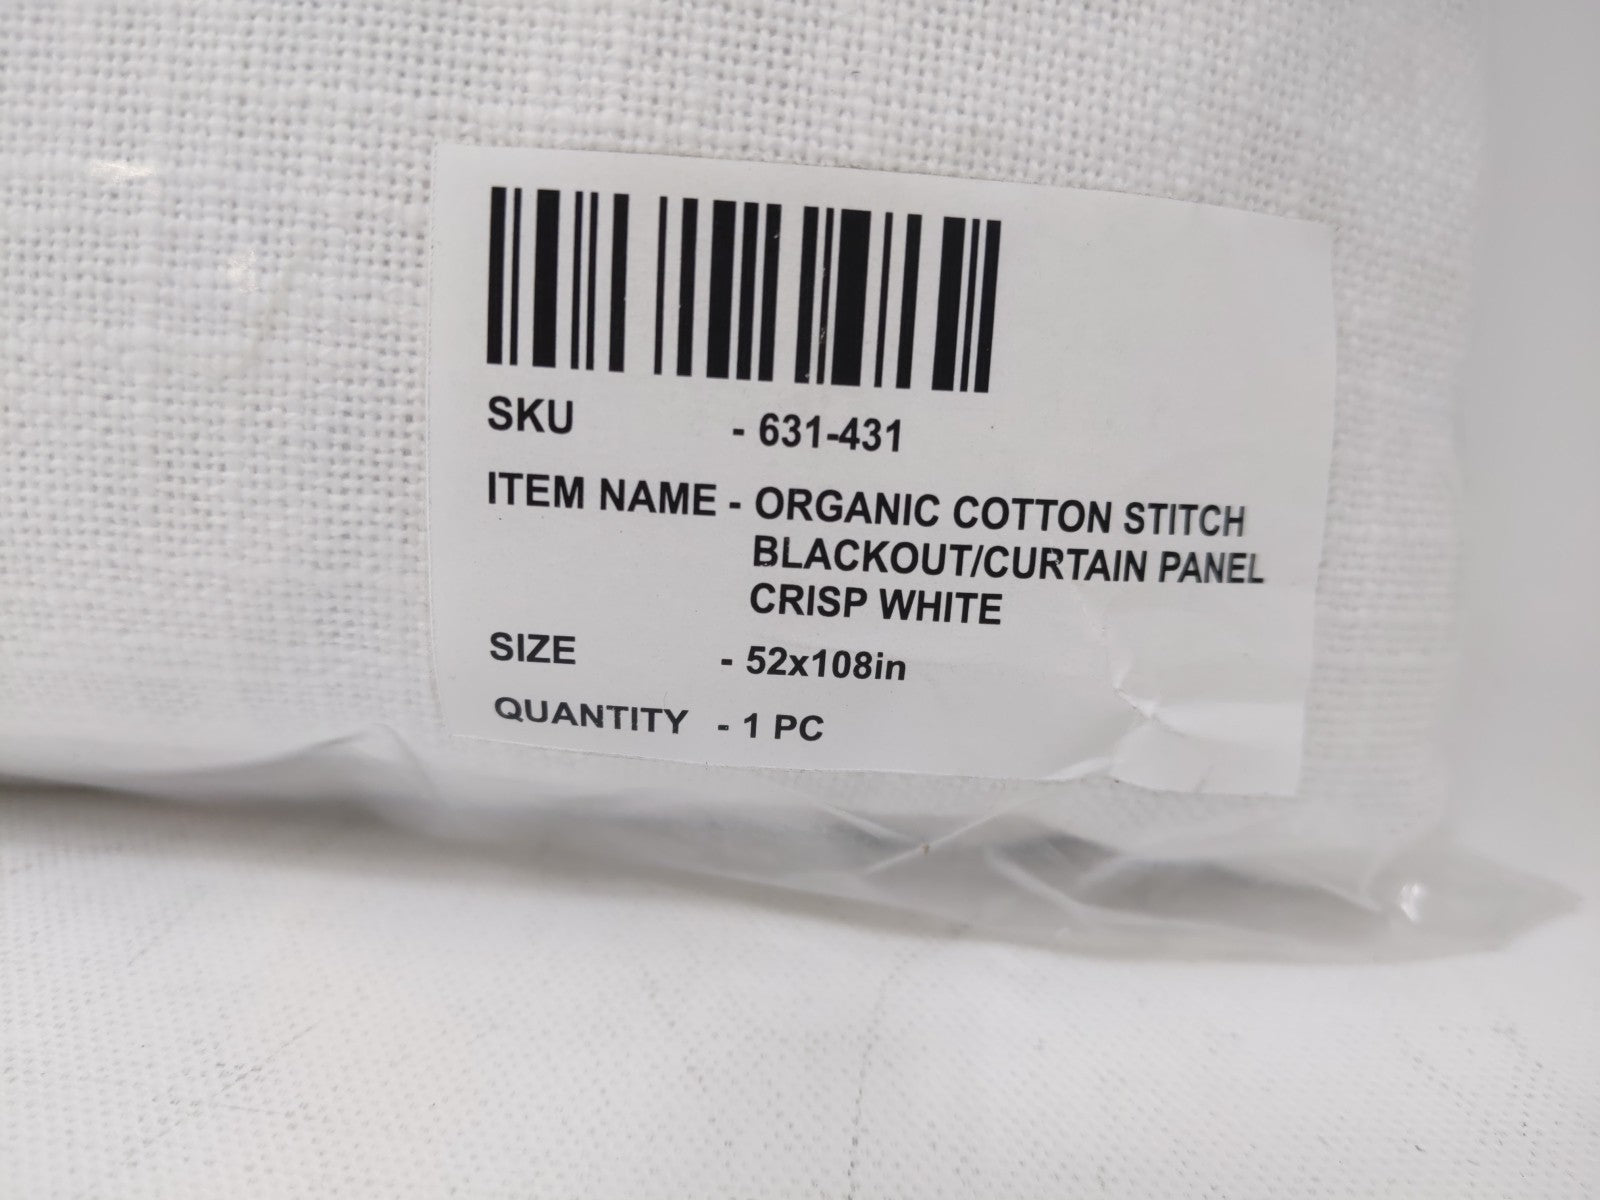 SKU - 631-431
ITEM NAME - ORGANIC COTTON STITCH
BLACKOUT/CURTAIN PANEL
CRISP WHITE
SIZE - 52x108in
QUANTITY - 1 PC